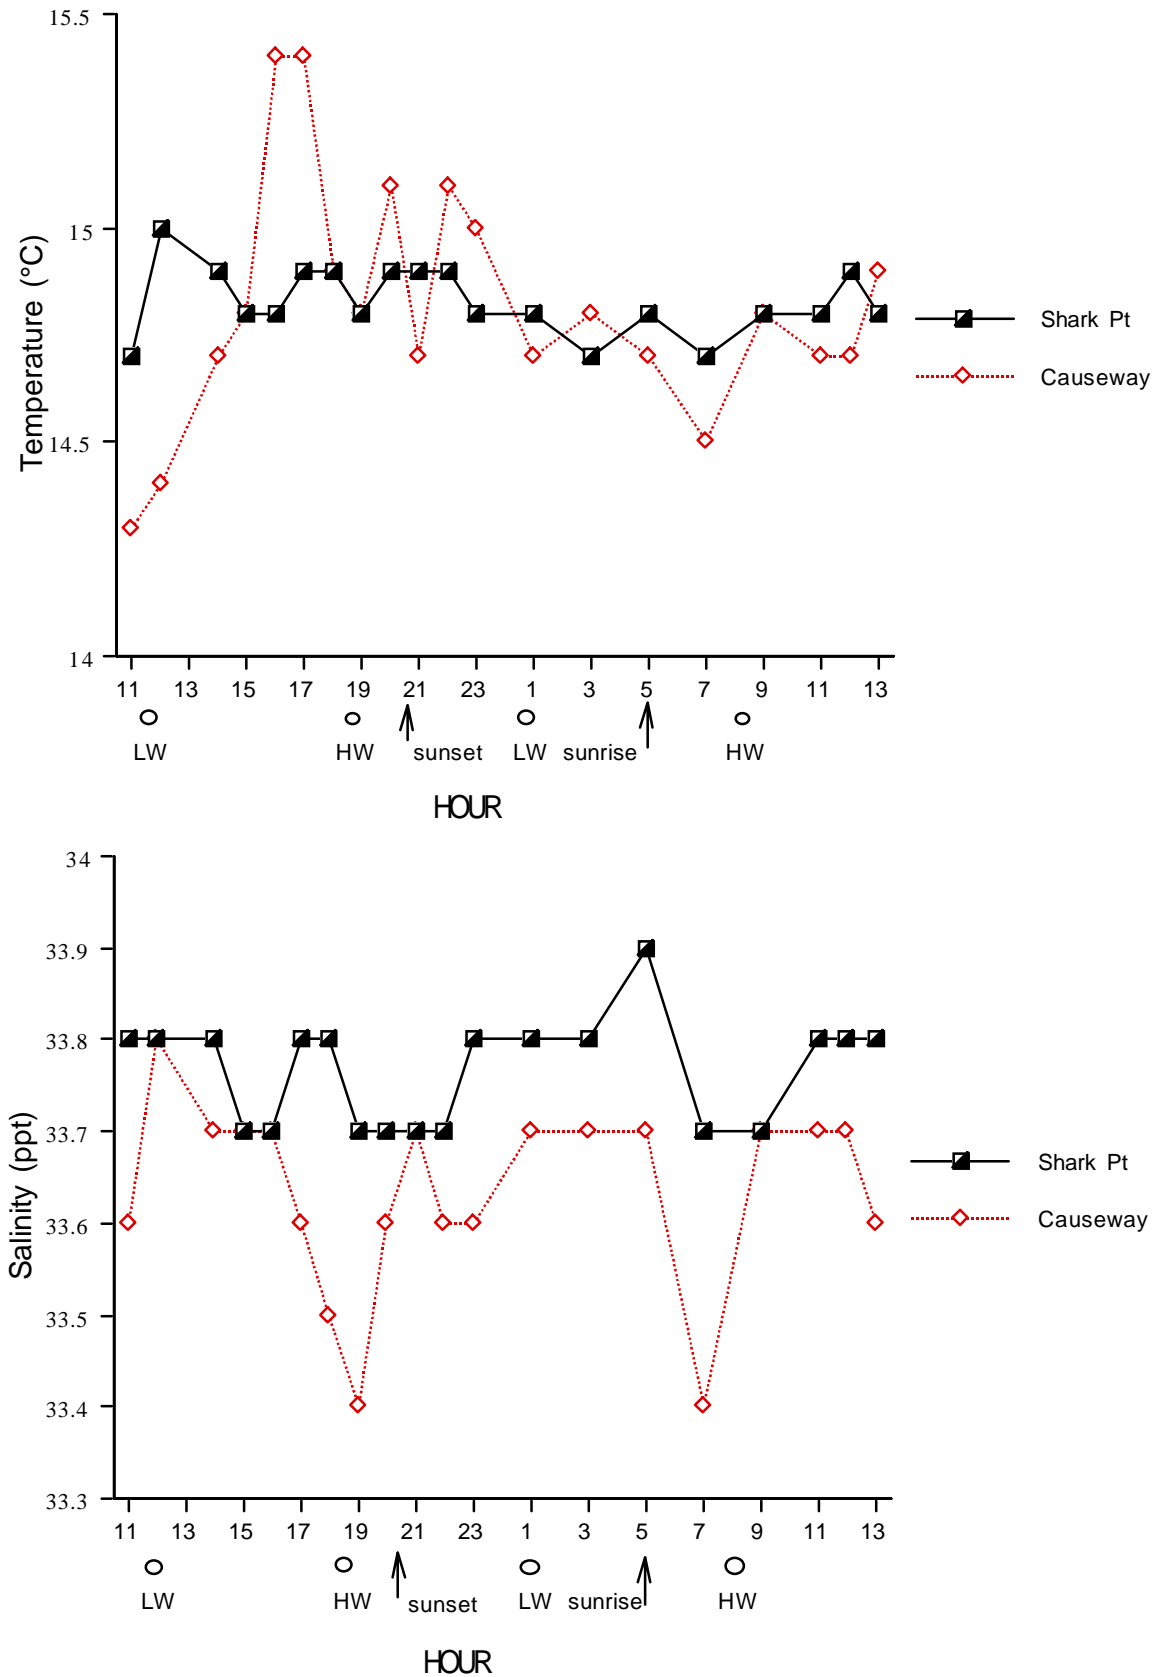 15.5
15
14.5
14
Temperature (°C)
11 13 15 17 19 21 23 1 3 5 7 9 11 13
LW HW sunset LW sunrise HW
HOUR
Shark Pt
Causeway
34
33.9
33.8
33.7
33.6
33.5
33.4
33.3
Salinity (ppt)
11 13 15 17 19 21 23 1 3 5 7 9 11 13
LW HW sunset LW sunrise HW
HOUR
Shark Pt
Causeway